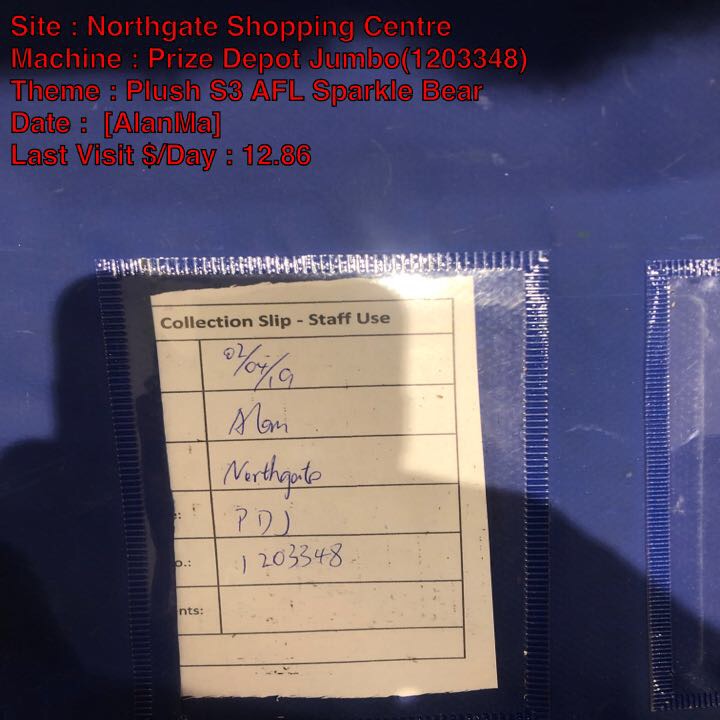 Site : Northgate Shopping Centre
Machine : Prize Depot Jumbo(1203348)
Theme : Plush S3 AFL Sparkle Bear
Date :  [AlanMa]
Last Visit $/Day : 12.86
Collection Slip - Staff Use
02/04/19
Alan
Northgate
e: PDJ
o.: 1203348
nts: